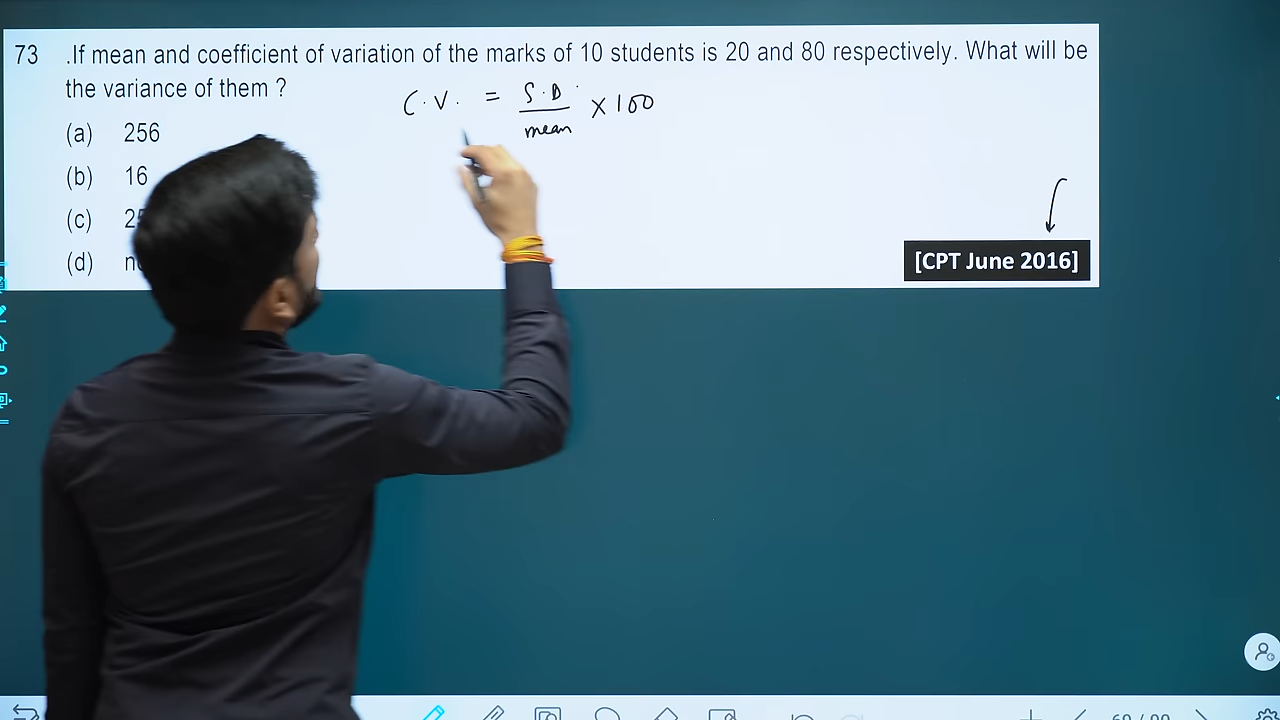 73 .If mean and coefficient of variation of the marks of 10 students is 20 and 80 respectively. What will be
the variance of them ?
C.V. = S.D. / mean × 100
(a) 256
(b) 16
(c)
(d)
[CPT June 2016]